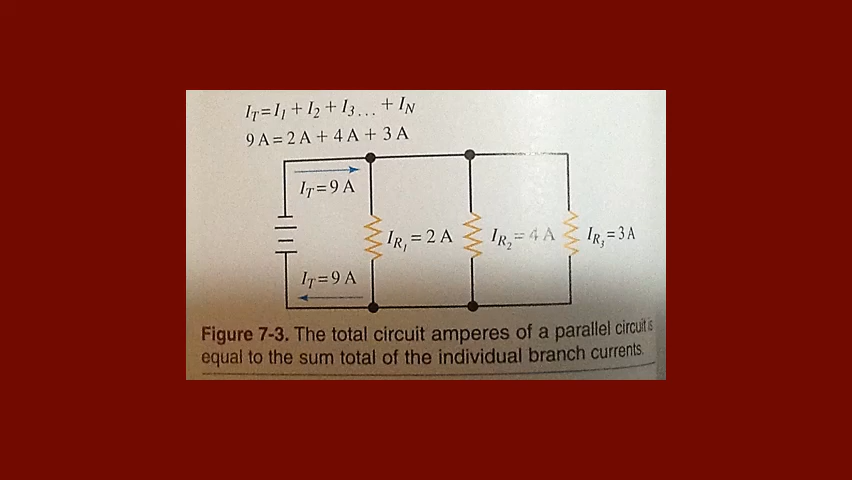 I_T = I_1 + I_2 + I_3 ... + I_N
9 A = 2 A + 4 A + 3 A
I_T = 9 A
I_R1 = 2 A
I_R2 = 4 A
I_R3 = 3 A
I_T = 9 A
Figure 7-3. The total circuit amperes of a parallel circuit is
equal to the sum total of the individual branch currents.